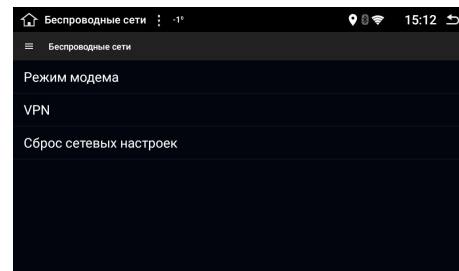 Беспроводные сети -1° 15:12
Беспроводные сети
Режим модема
VPN
Сброс сетевых настроек